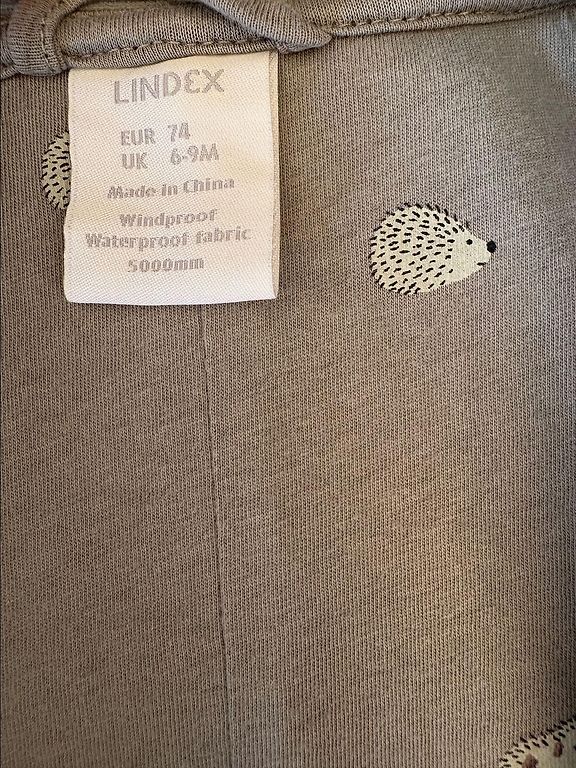 LINDEX
EUR 74
UK 6-9M
Made in China
Windproof
Waterproof fabric
5000mm